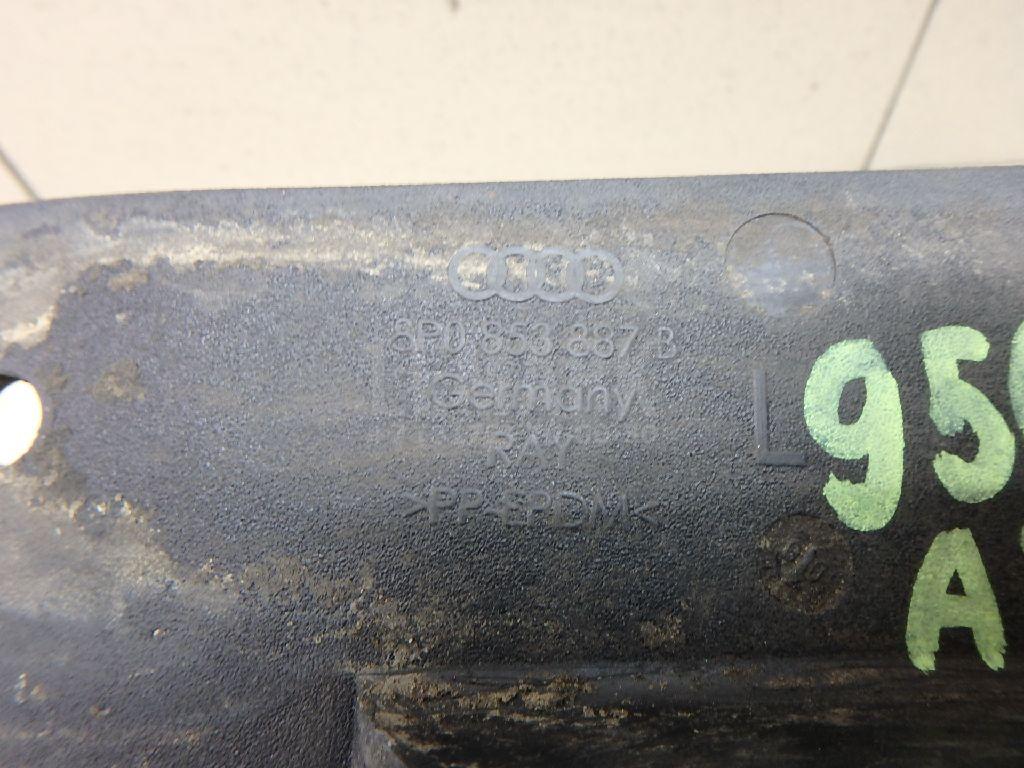 8P0 853 887 B
Germany
RAY
>PP+EPDM<
L
95
A